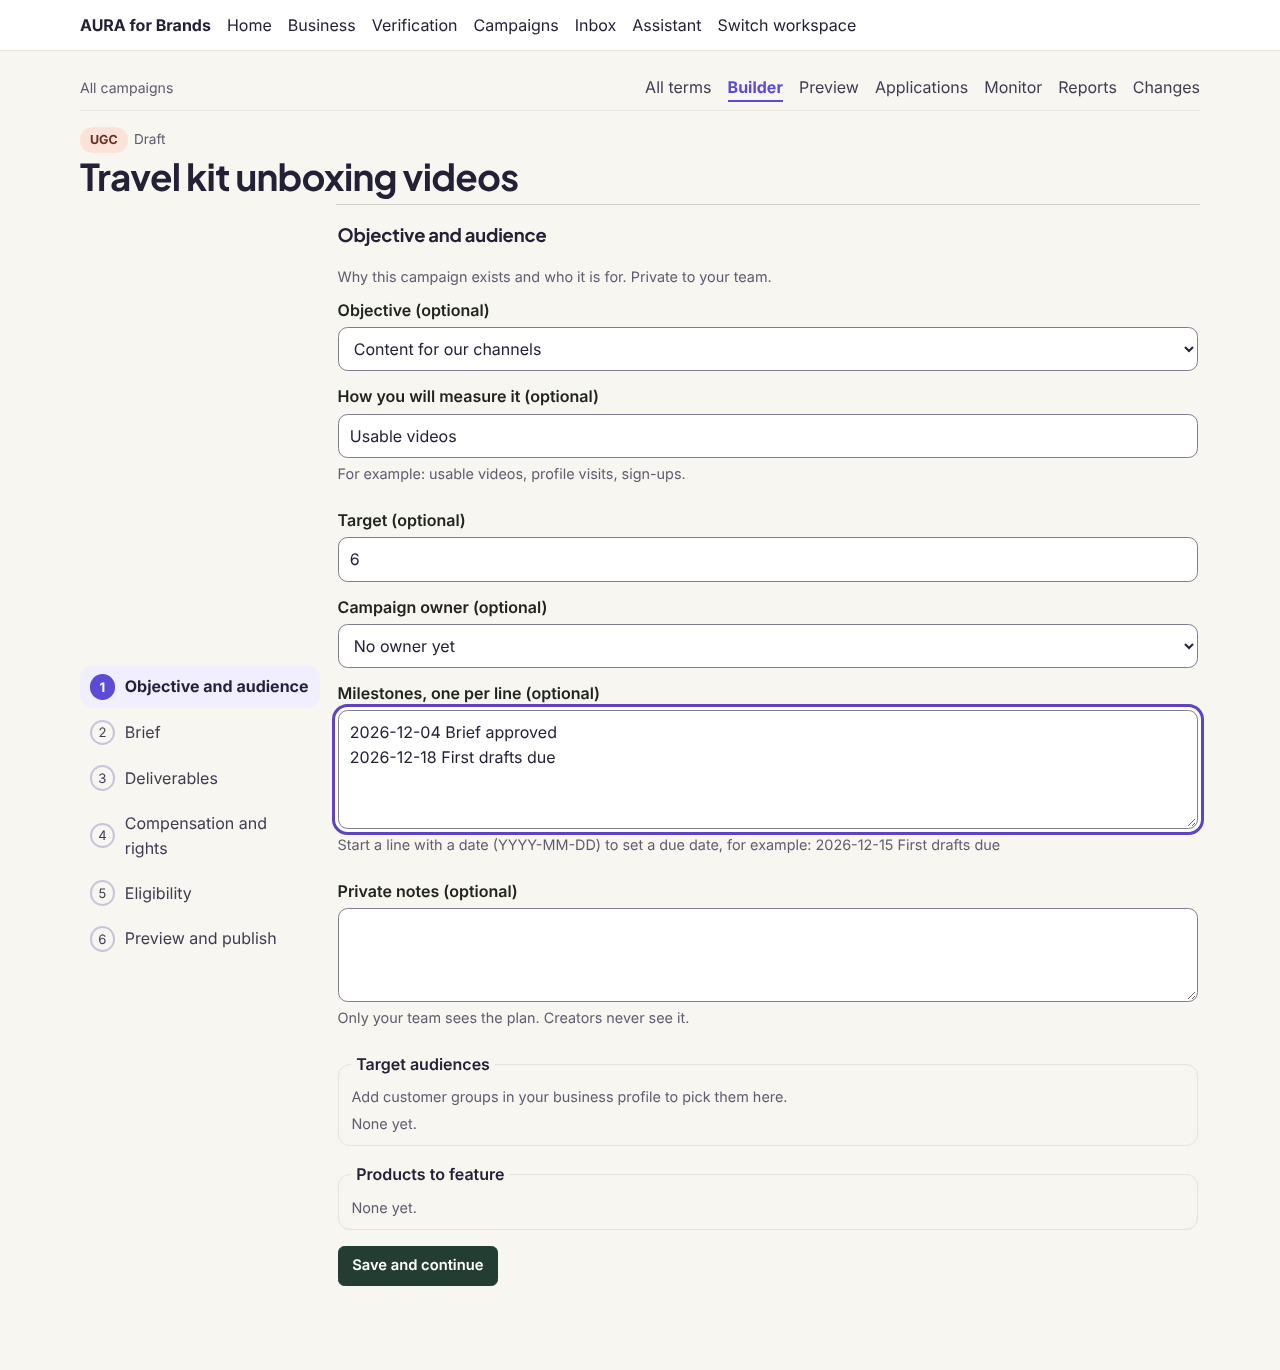 AURA for Brands Home Business Verification Campaigns Inbox Assistant Switch workspace
All campaigns All terms Builder Preview Applications Monitor Reports Changes
UGC Draft
Travel kit unboxing videos
Objective and audience
Why this campaign exists and who it is for. Private to your team.
Objective (optional)
Content for our channels
How you will measure it (optional)
Usable videos
For example: usable videos, profile visits, sign-ups.
Target (optional)
6
Campaign owner (optional)
No owner yet
1 Objective and audience
2 Brief
3 Deliverables
4 Compensation and
rights
5 Eligibility
6 Preview and publish
Milestones, one per line (optional)
2026-12-04 Brief approved
2026-12-18 First drafts due
Start a line with a date (YYYY-MM-DD) to set a due date, for example: 2026-12-15 First drafts due
Private notes (optional)
Only your team sees the plan. Creators never see it.
Target audiences
Add customer groups in your business profile to pick them here.
None yet.
Products to feature
None yet.
Save and continue